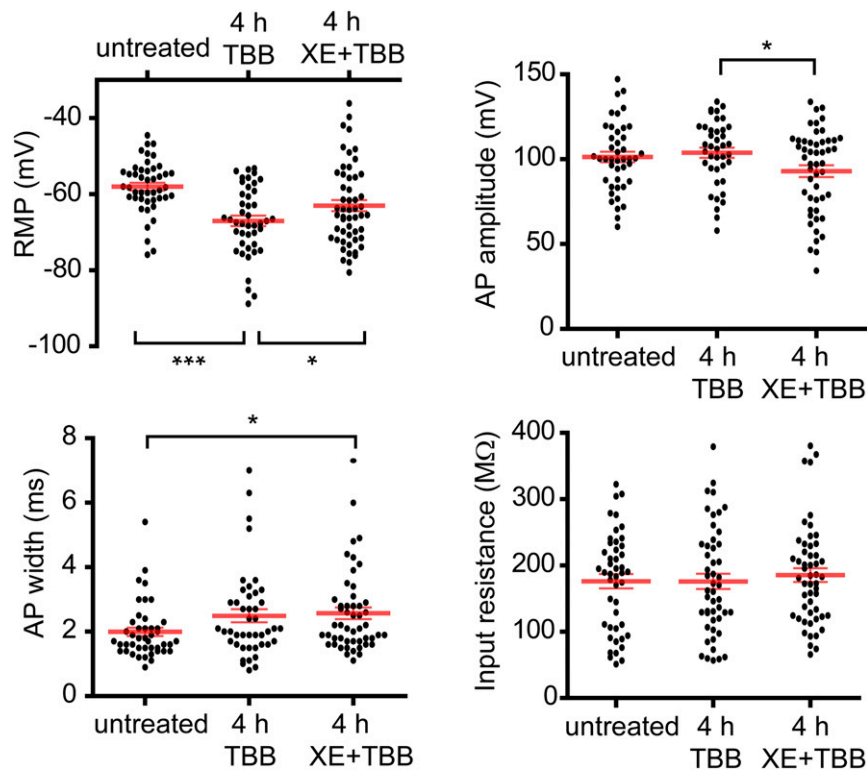 untreated
4 h
TBB
4 h
XE+TBB
RMP (mV)
-40
-60
-80
-100
***
*
AP amplitude (mV)
150
100
50
0
*
untreated
4 h
TBB
4 h
XE+TBB
AP width (ms)
8
6
4
2
0
*
untreated
4 h
TBB
4 h
XE+TBB
Input resistance (MΩ)
400
300
200
100
0
untreated
4 h
TBB
4 h
XE+TBB